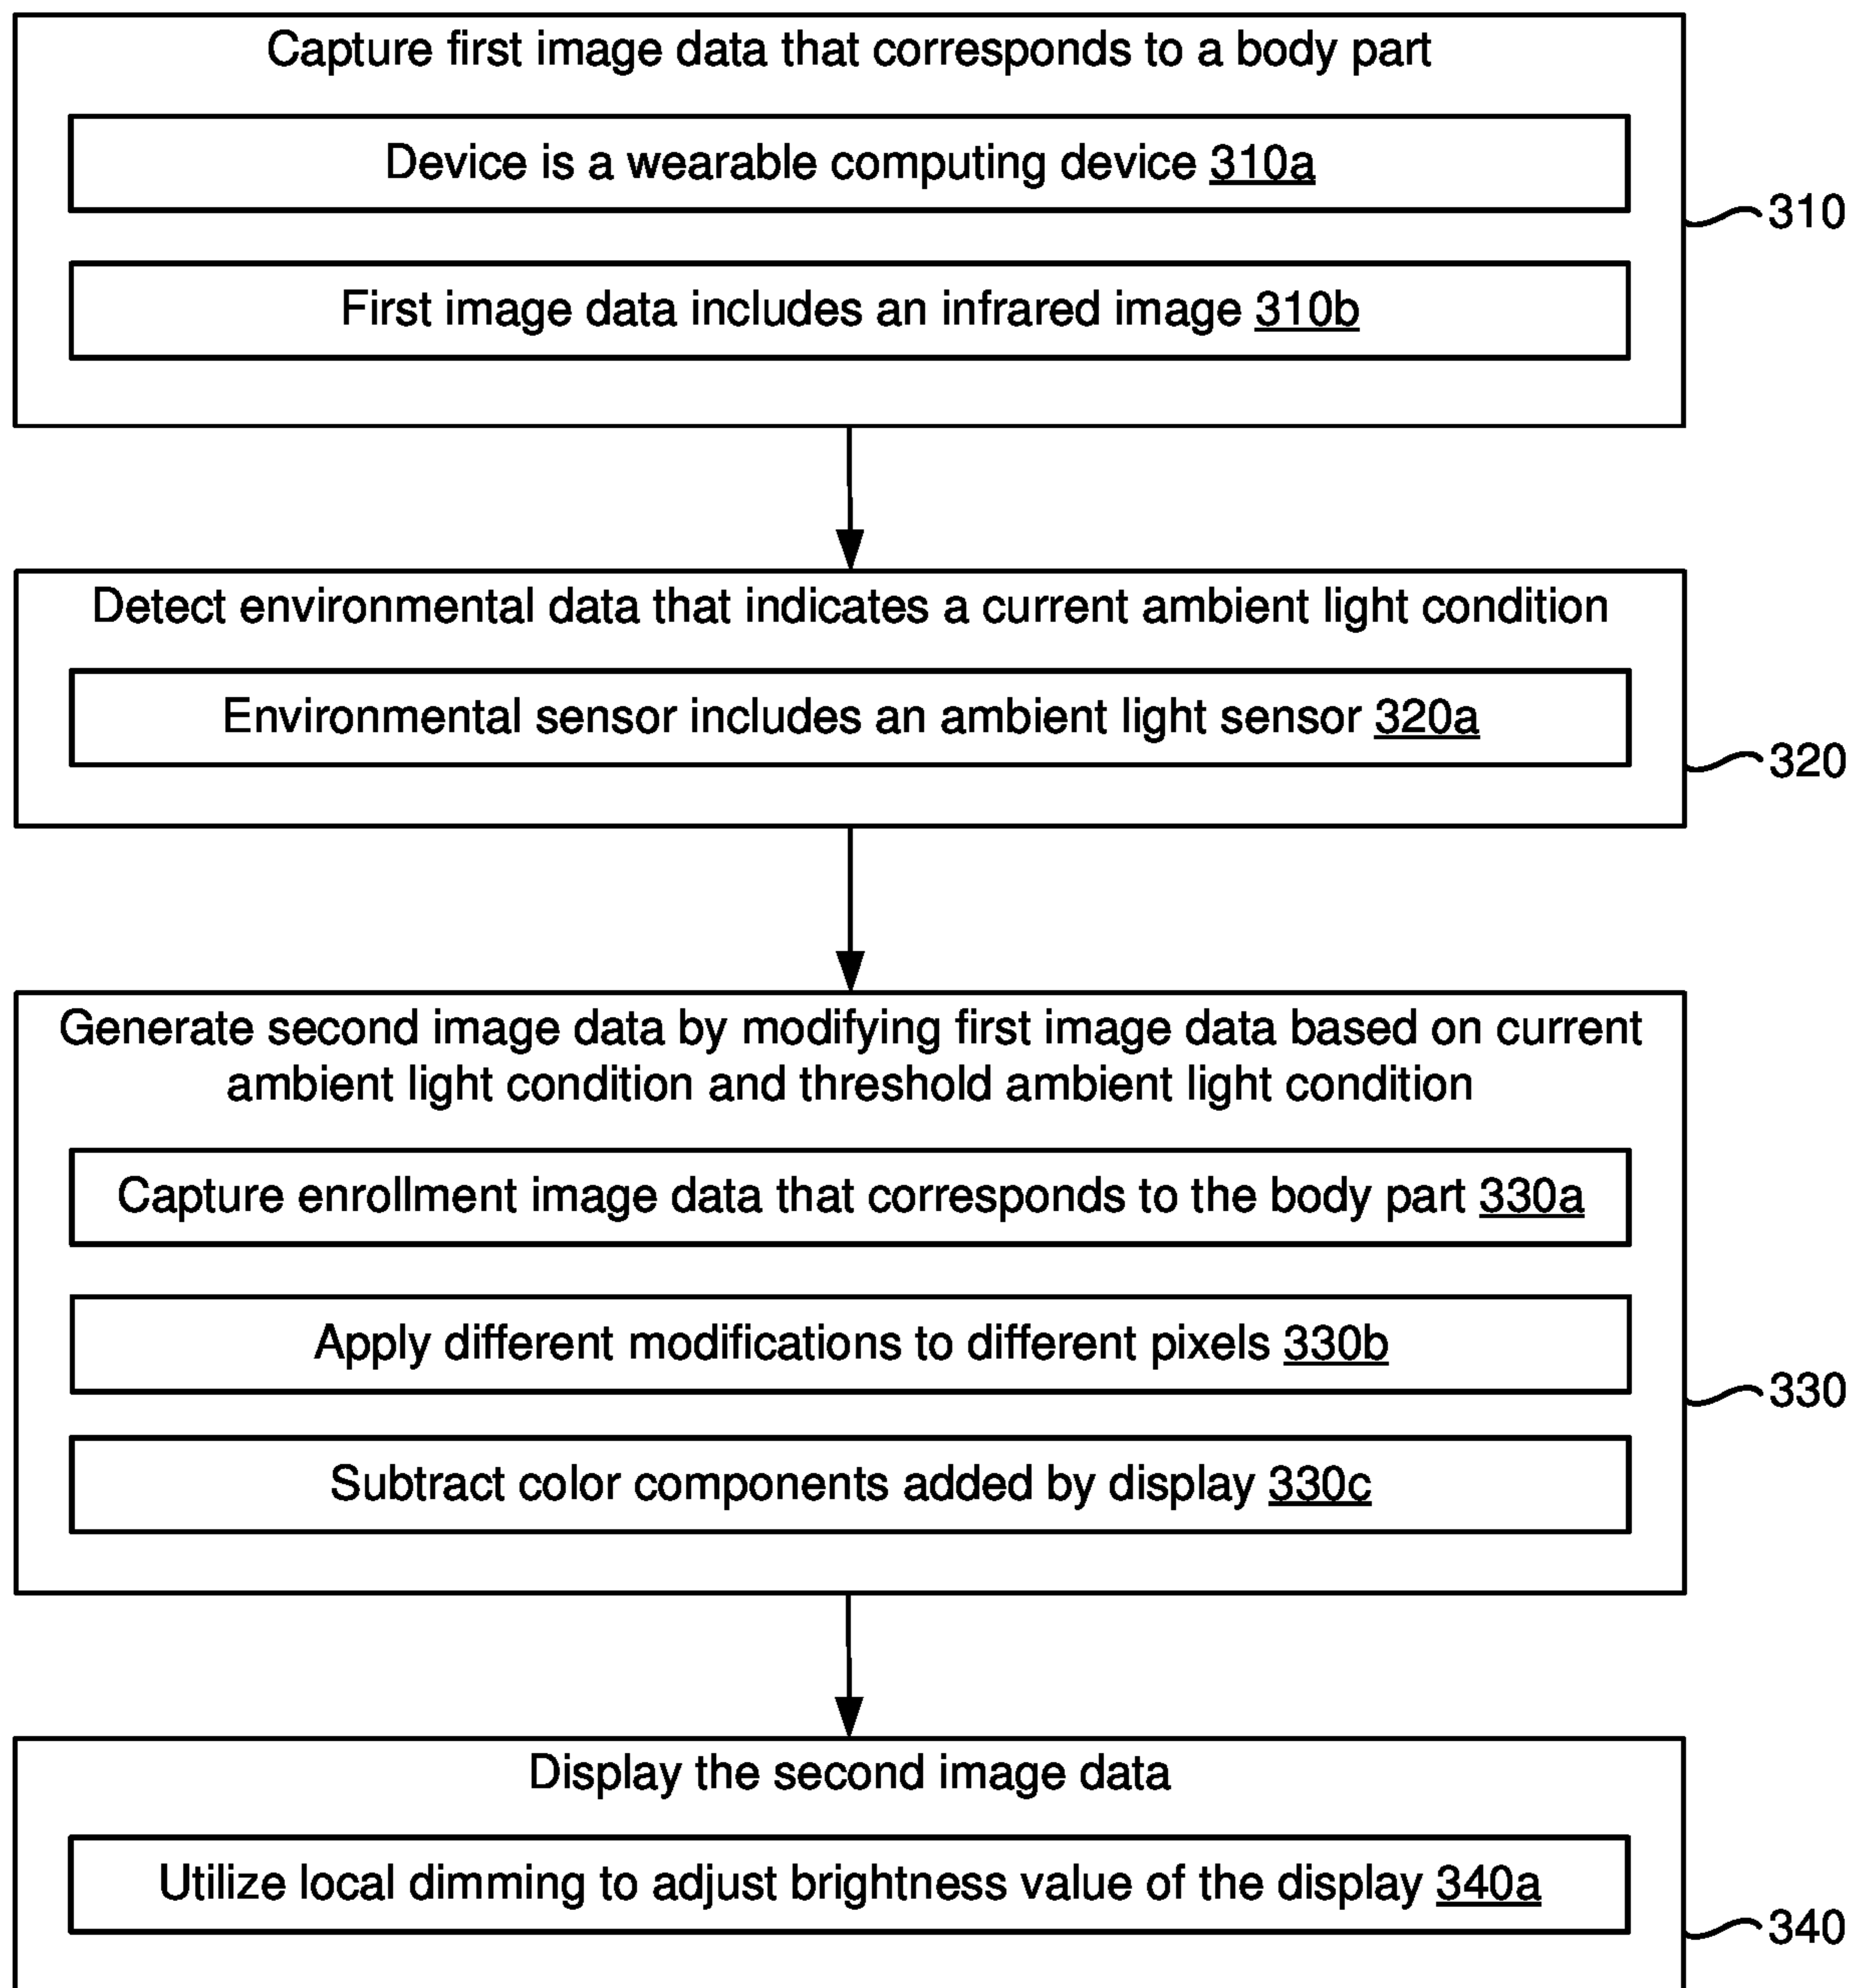 Capture first image data that corresponds to a body part
Device is a wearable computing device 310a
310
First image data includes an infrared image 310b
Detect environmental data that indicates a current ambient light condition
Environmental sensor includes an ambient light sensor 320a
320
Generate second image data by modifying first image data based on current
ambient light condition and threshold ambient light condition
Capture enrollment image data that corresponds to the body part 330a
Apply different modifications to different pixels 330b
330
Subtract color components added by display 330c
Display the second image data
Utilize local dimming to adjust brightness value of the display 340a
340